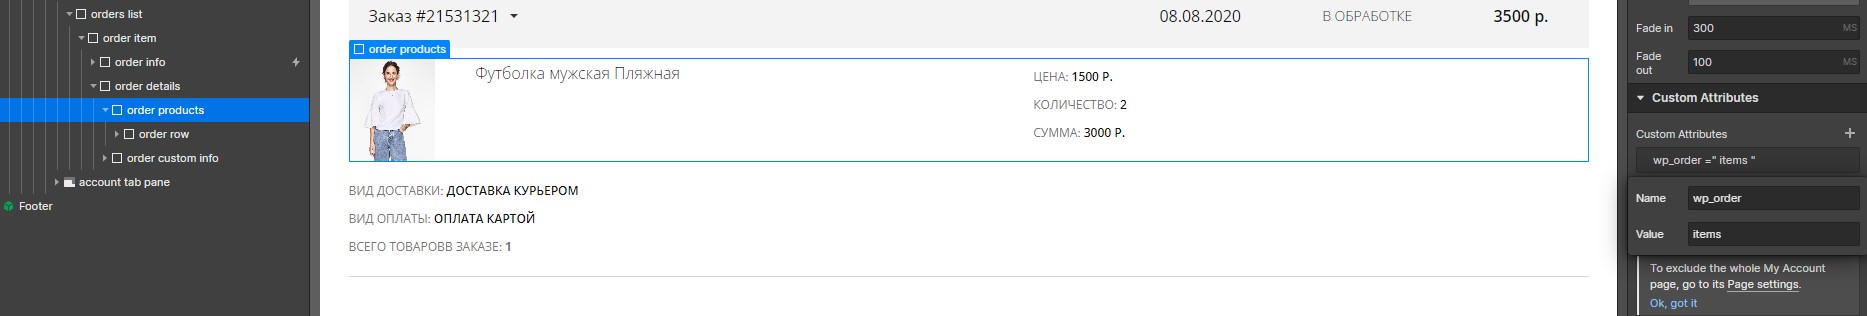 orders list
order item
order info
order details
order products
order row
order custom info
account tab pane
Footer
Заказ #21531321
08.08.2020
В ОБРАБОТКЕ
3500 р.
order products
Футболка мужская Пляжная
ЦЕНА: 1500 Р.
КОЛИЧЕСТВО: 2
СУММА: 3000 Р.
ВИД ДОСТАВКИ: ДОСТАВКА КУРЬЕРОМ
ВИД ОПЛАТЫ: ОПЛАТА КАРТОЙ
ВСЕГО ТОВАРОВВ ЗАКАЗЕ: 1
Fade in
300
MS
Fade
out
100
MS
Custom Attributes
Custom Attributes
wp_order =" items "
Name
wp_order
Value
items
To exclude the whole My Account
page, go to its Page settings.
Ok, got it